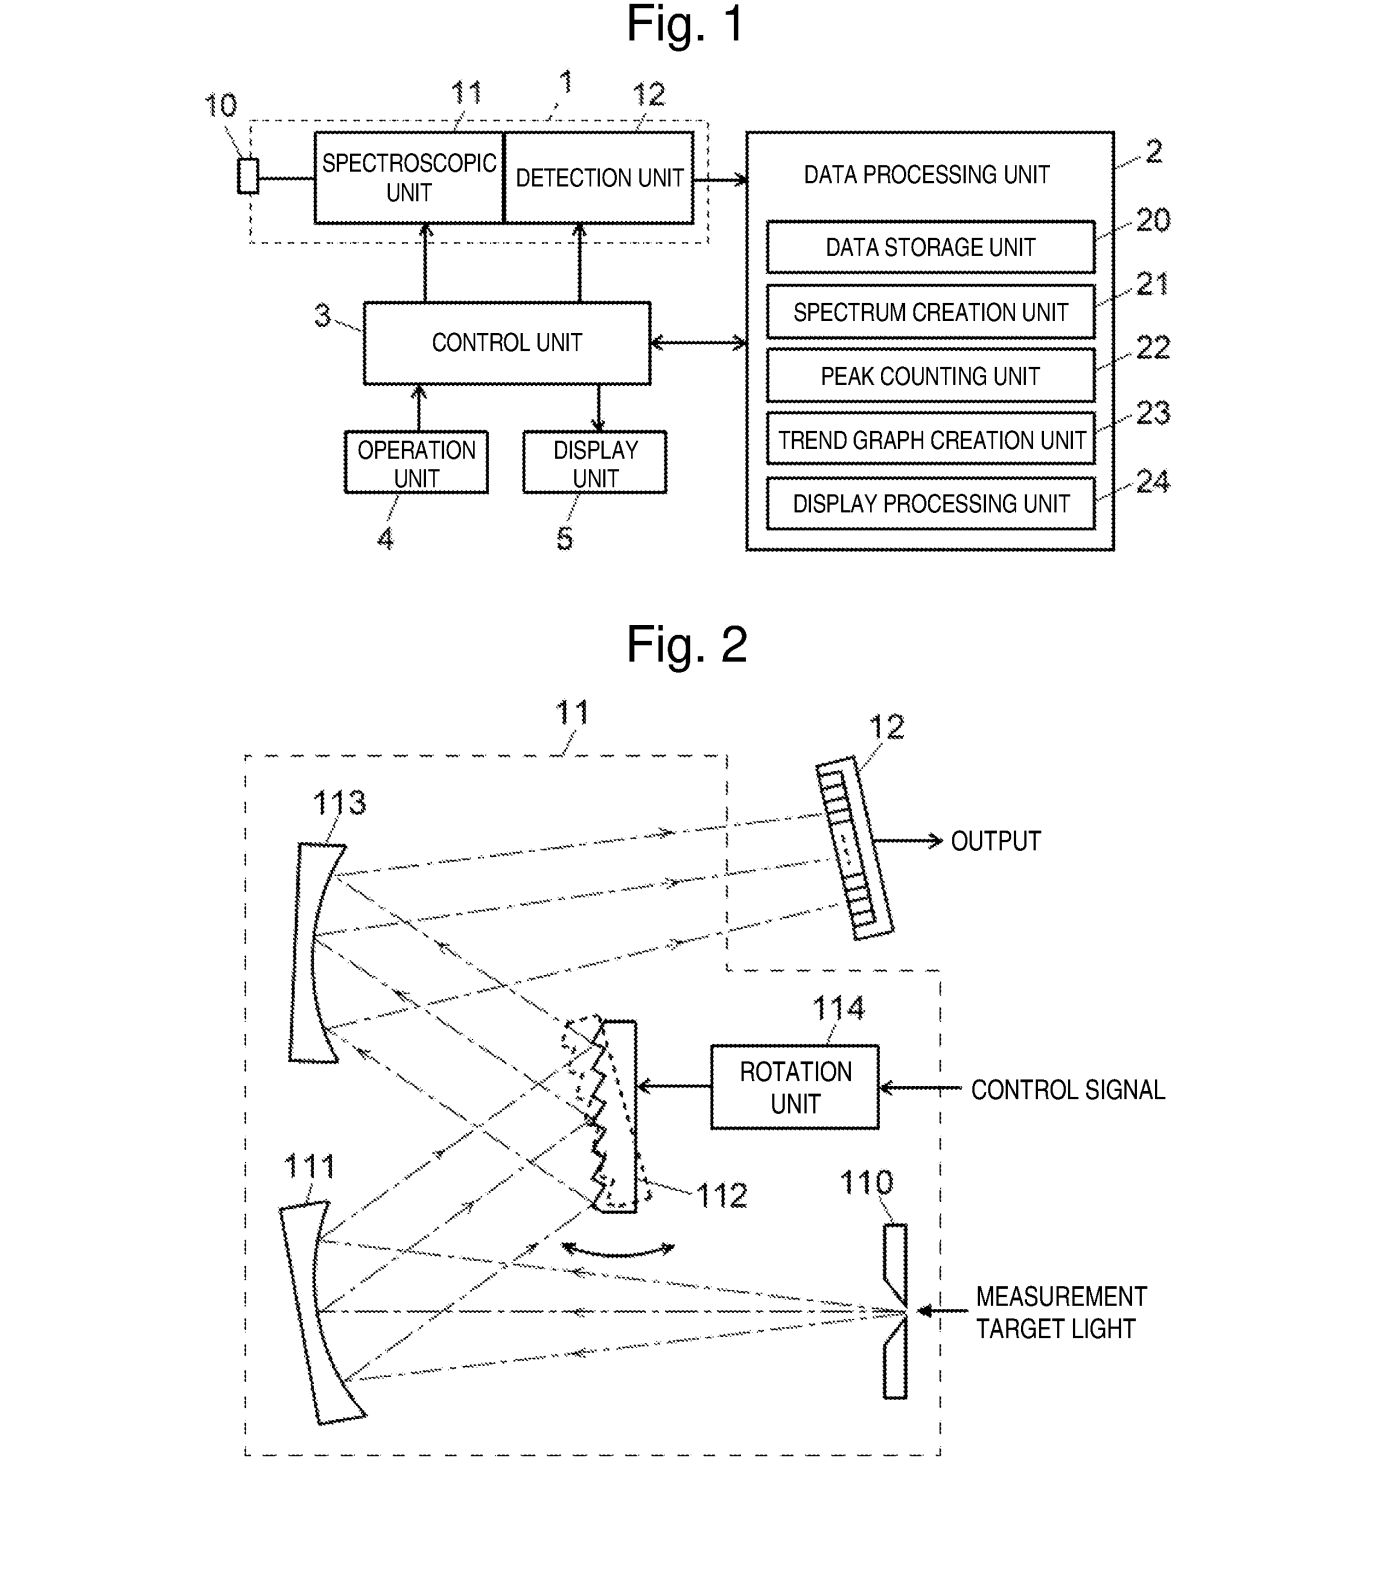 Fig. 1
10
11
1
12
SPECTROSCOPIC
UNIT
DETECTION UNIT
DATA PROCESSING UNIT
2
DATA STORAGE UNIT
20
SPECTRUM CREATION UNIT
21
PEAK COUNTING UNIT
22
TREND GRAPH CREATION UNIT
23
DISPLAY PROCESSING UNIT
24
3
CONTROL UNIT
OPERATION
UNIT
4
DISPLAY
UNIT
5
Fig. 2
11
12
113
OUTPUT
114
ROTATION
UNIT
CONTROL SIGNAL
111
112
110
MEASUREMENT
TARGET LIGHT